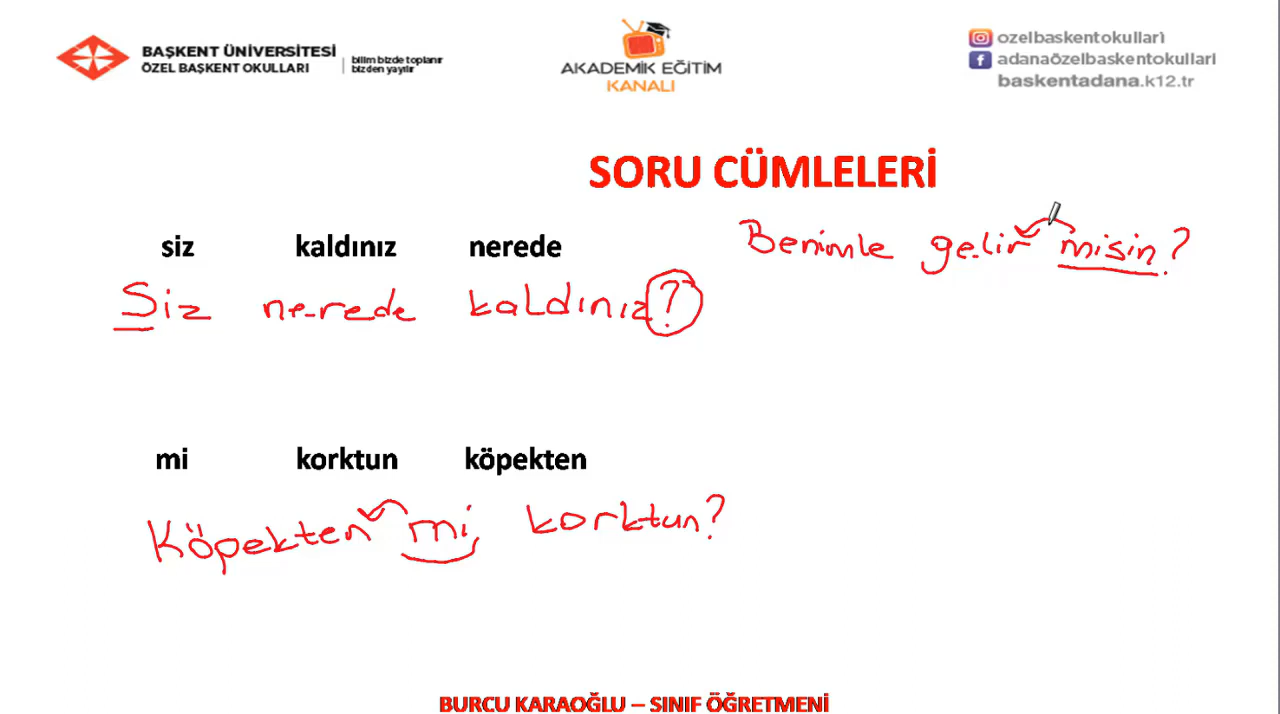 BAŞKENT ÜNİVERSİTESİ
ÖZEL BAŞKENT OKULLARI
bilim bizde toplanır
bizden yayılır
AKADEMİK EĞİTİM
KANALI
ozelbaskentokulları
adanaözelbaskentokullari
baskentadana.k12.tr
SORU CÜMLELERİ
siz kaldınız nerede
Siz nerede kaldınız?
Benimle gelir misin?
mi korktun köpekten
Köpekten mi korktun?
BURCU KARAOĞLU – SINIF ÖĞRETMENİ